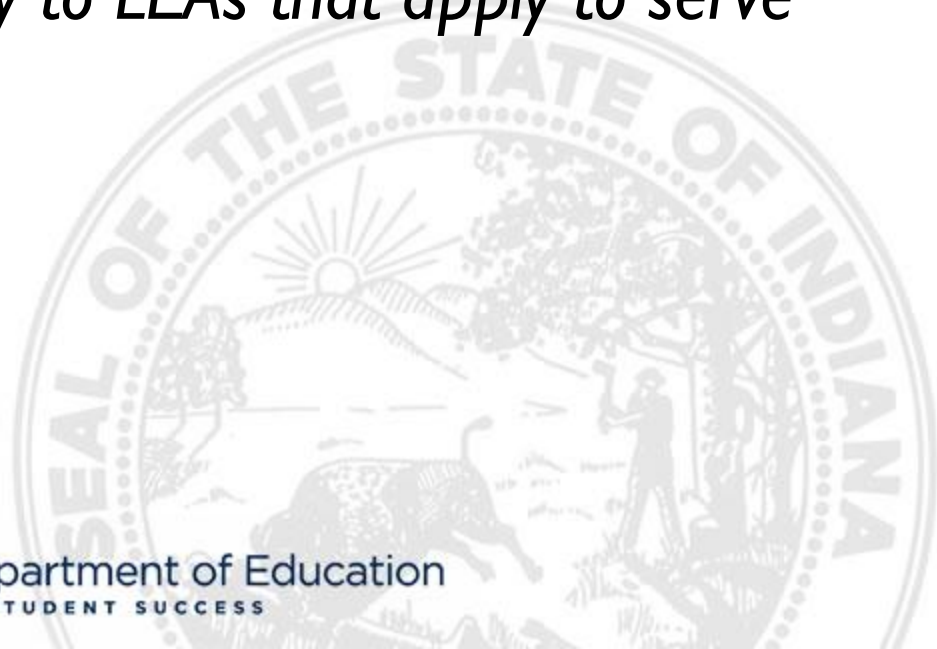 y to LEAs that apply to serve
SEAL OF THE STATE OF INDIANA
partment of Education
TUDENT SUCCESS